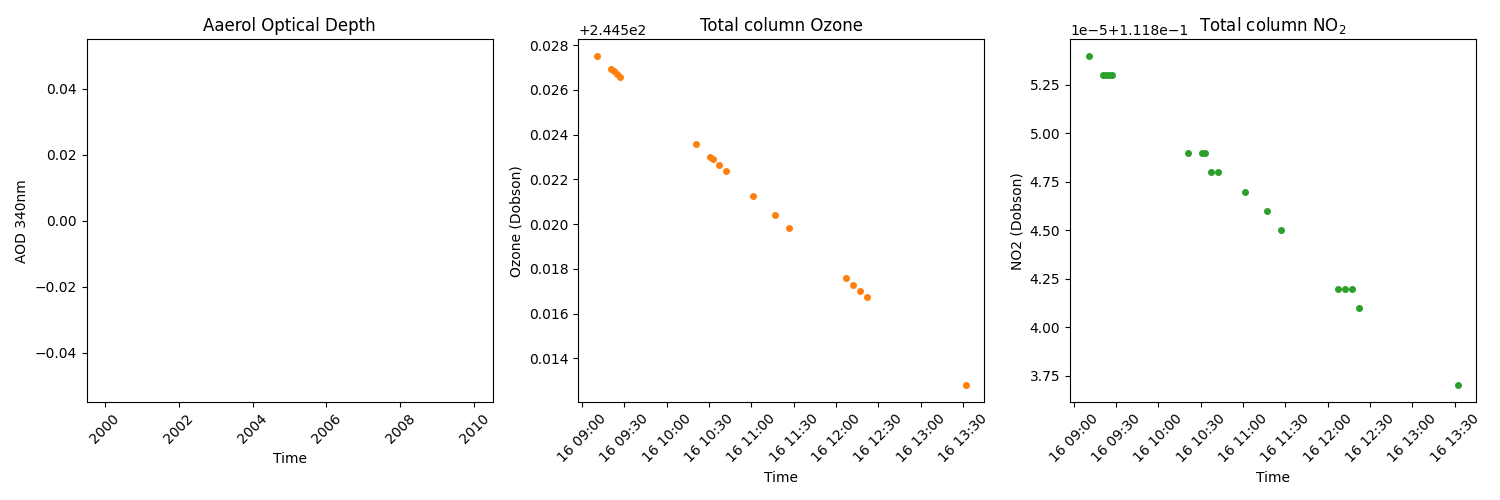 Aaerol Optical Depth
0.04
0.02
0.00
−0.02
−0.04
AOD 340nm
2000 2002 2004 2006 2008 2010
Time
Total column Ozone
+2.445e2
0.028
0.026
0.024
0.022
0.020
0.018
0.016
0.014
Ozone (Dobson)
16 09:00 16 09:30 16 10:00 16 10:30 16 11:00 16 11:30 16 12:00 16 12:30 16 13:00 16 13:30
Time
Total column NO₂
1e−5+1.118e−1
5.25
5.00
4.75
4.50
4.25
4.00
3.75
NO2 (Dobson)
16 09:00 16 09:30 16 10:00 16 10:30 16 11:00 16 11:30 16 12:00 16 12:30 16 13:00 16 13:30
Time